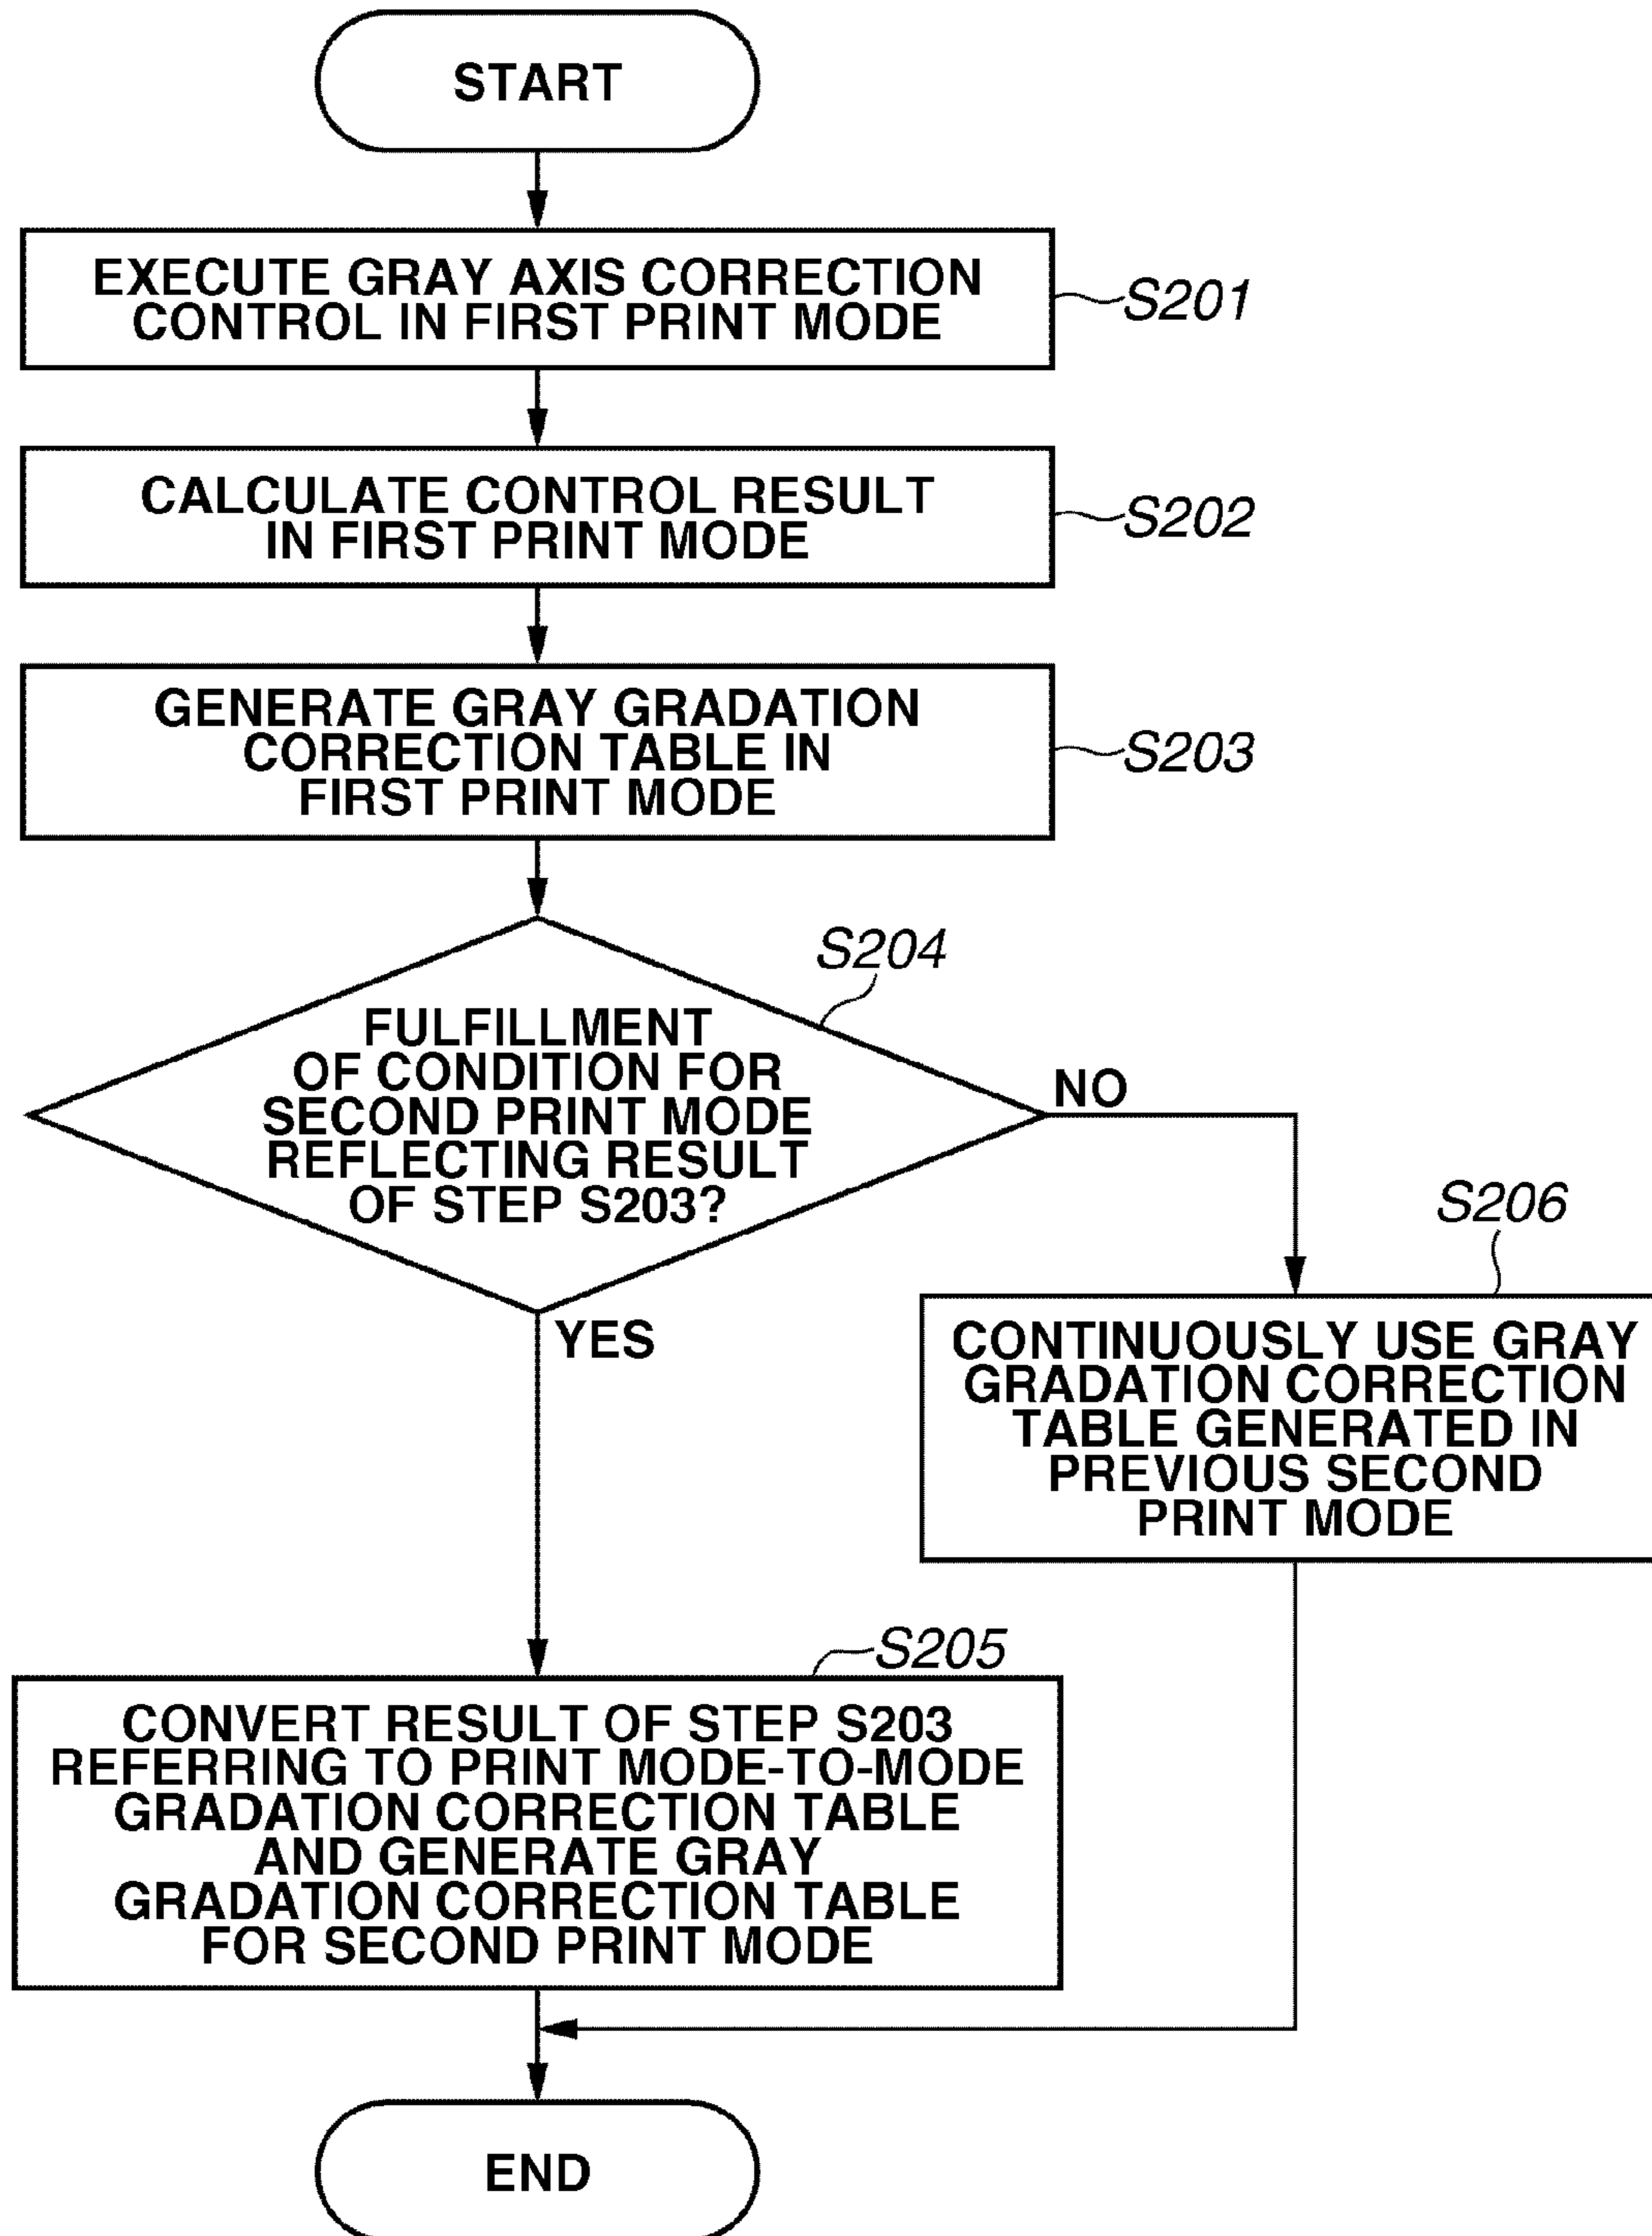 START
EXECUTE GRAY AXIS CORRECTION
CONTROL IN FIRST PRINT MODE
S201
CALCULATE CONTROL RESULT
IN FIRST PRINT MODE
S202
GENERATE GRAY GRADATION
CORRECTION TABLE IN
FIRST PRINT MODE
S203
S204
FULFILLMENT
OF CONDITION FOR
SECOND PRINT MODE
REFLECTING RESULT
OF STEP S203?
NO
YES
S206
CONTINUOUSLY USE GRAY
GRADATION CORRECTION
TABLE GENERATED IN
PREVIOUS SECOND
PRINT MODE
S205
CONVERT RESULT OF STEP S203
REFERRING TO PRINT MODE-TO-MODE
GRADATION CORRECTION TABLE
AND GENERATE GRAY
GRADATION CORRECTION TABLE
FOR SECOND PRINT MODE
END